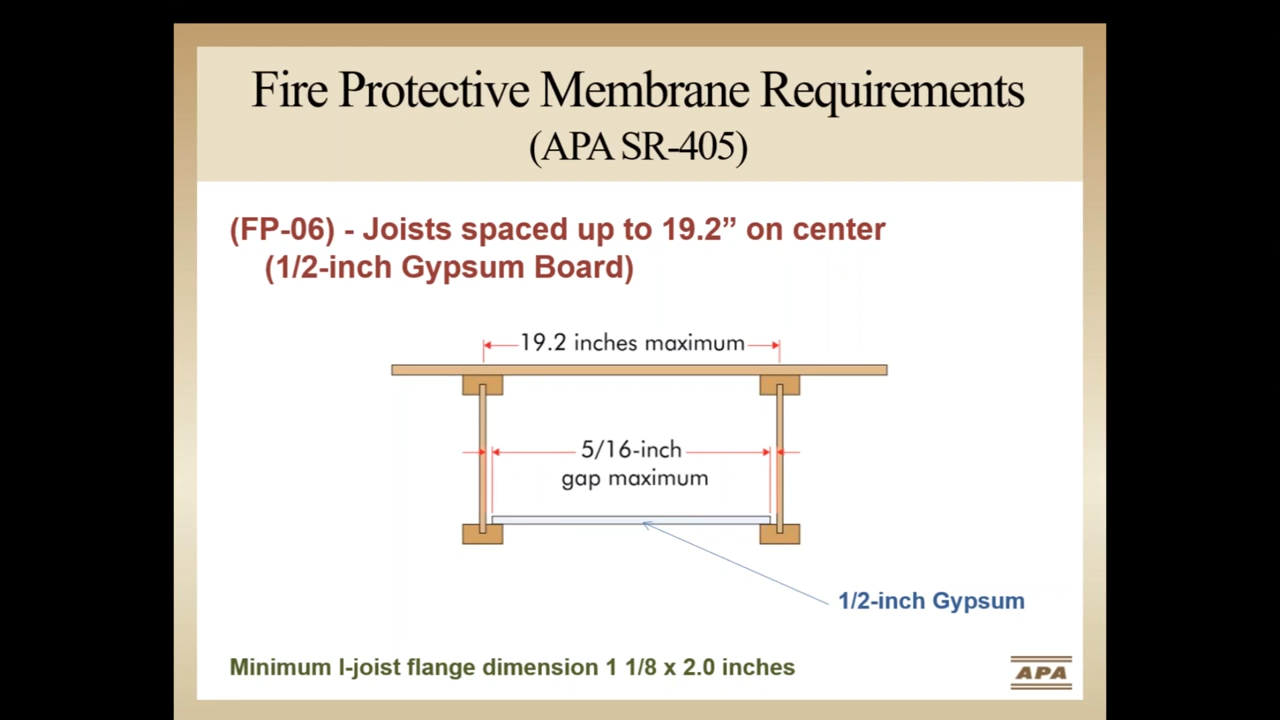 Fire Protective Membrane Requirements
(APA SR-405)
(FP-06) - Joists spaced up to 19.2” on center
(1/2-inch Gypsum Board)
19.2 inches maximum
5/16-inch
gap maximum
1/2-inch Gypsum
Minimum I-joist flange dimension 1 1/8 x 2.0 inches
APA